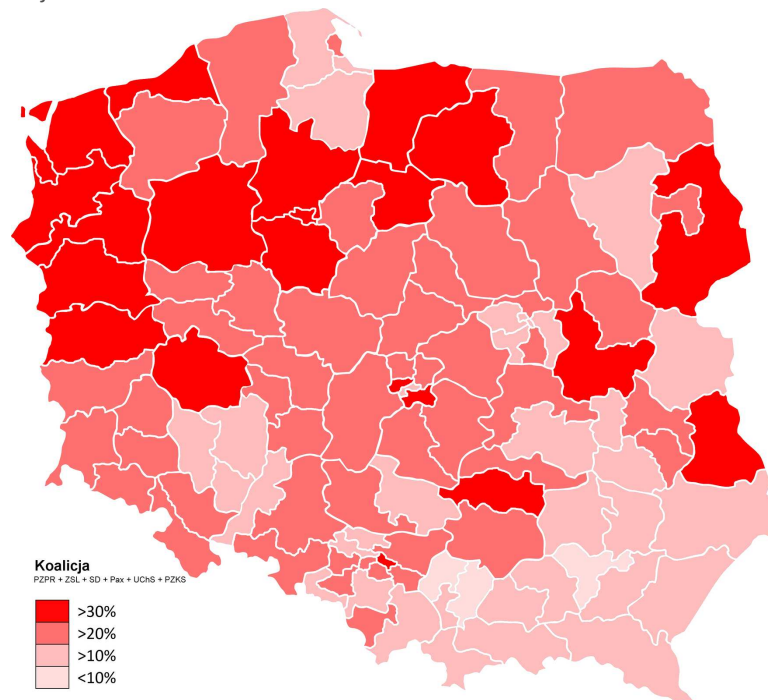 Koalicja
PZPR + ZSL + SD + Pax + UChS + PZKS
>30%
>20%
>10%
<10%